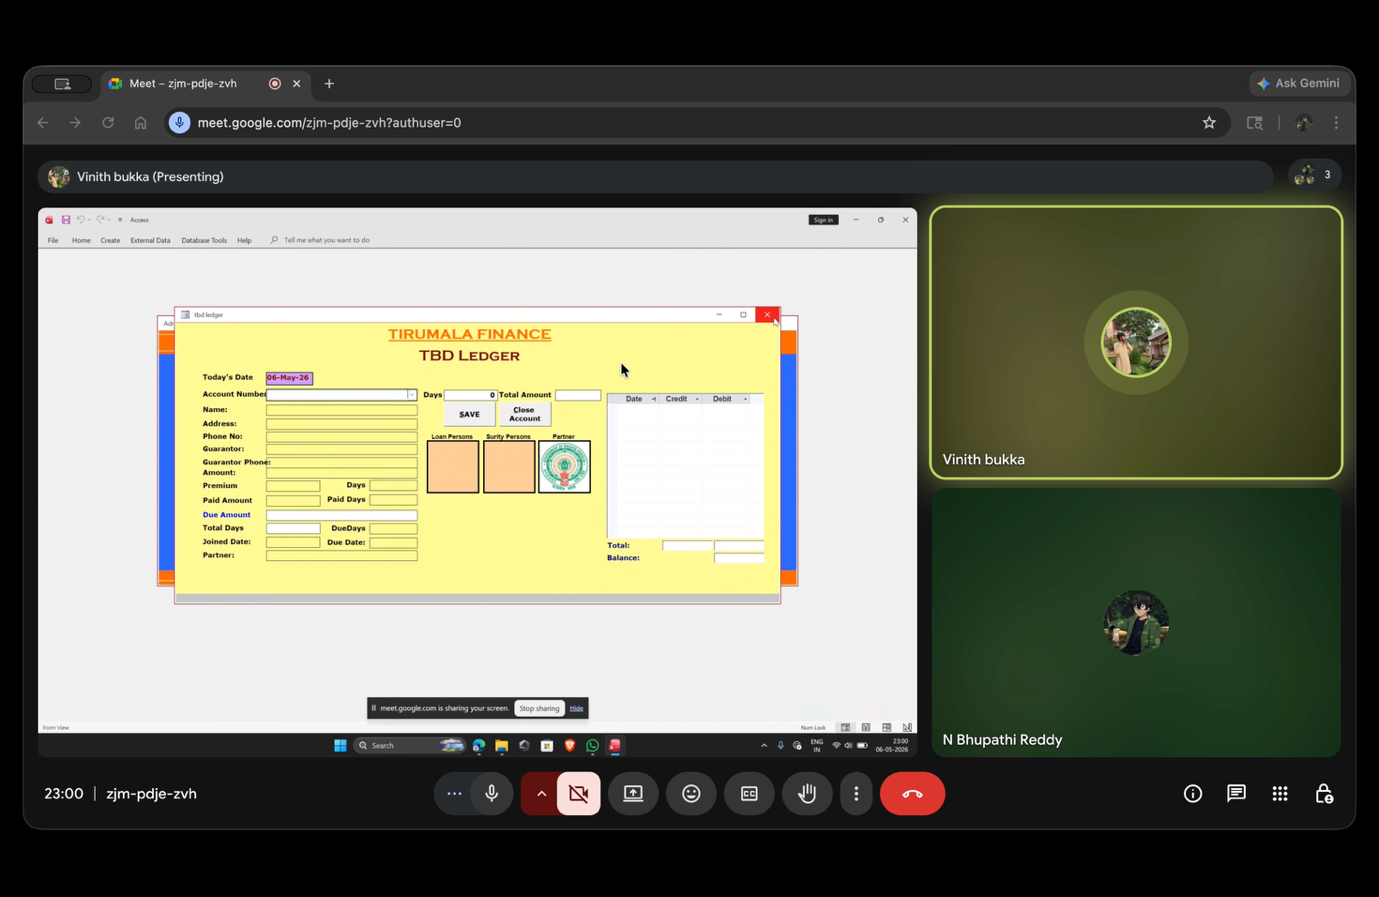 Meet – zjm-pdje-zvh
Ask Gemini
meet.google.com/zjm-pdje-zvh?authuser=0
Vinith bukka (Presenting)
3
Access
Sign in
File Home Create External Data Database Tools Help Tell me what you want to do
tbd ledger
TIRUMALA FINANCE
TBD LEDGER
Today's Date 06-May-26
Account Number Days 0 Total Amount
Name: SAVE Close Account
Address:
Phone No:
Guarantor:
Guarantor Phone:
Amount:
Premium Days
Paid Amount Paid Days
Due Amount
Total Days DueDays
Joined Date: Due Date:
Partner:
Loan Persons Surity Persons Partner
Date Credit Debit
Total:
Balance:
meet.google.com is sharing your screen. Stop sharing Hide
Form View
Num Lock
Search
ENG
IN
23:00
06-05-2026
Vinith bukka
N Bhupathi Reddy
23:00 | zjm-pdje-zvh
CC